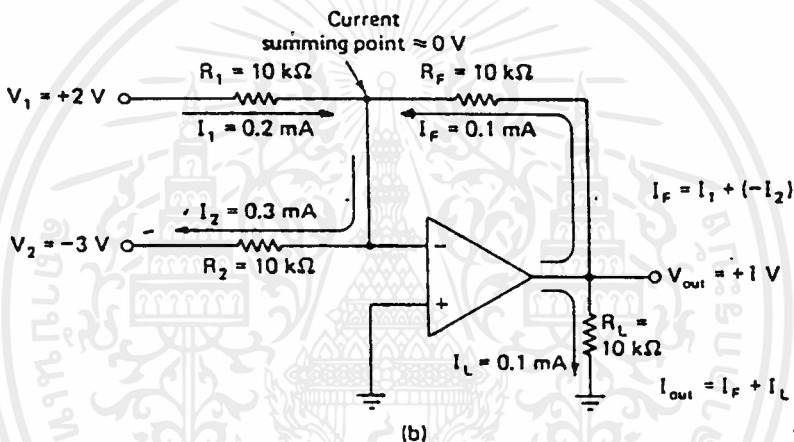 Current
summing point ≈ 0 V
R₁ = 10 kΩ
R_F = 10 kΩ
V₁ = +2 V
I₁ = 0.2 mA
I_F = 0.1 mA
I_F = I₁ + (-I₂)
I₂ = 0.3 mA
V₂ = -3 V
R₂ = 10 kΩ
−
+
V_out = +1 V
R_L =
10 kΩ
I_L = 0.1 mA
I_out = I_F + I_L
(b)